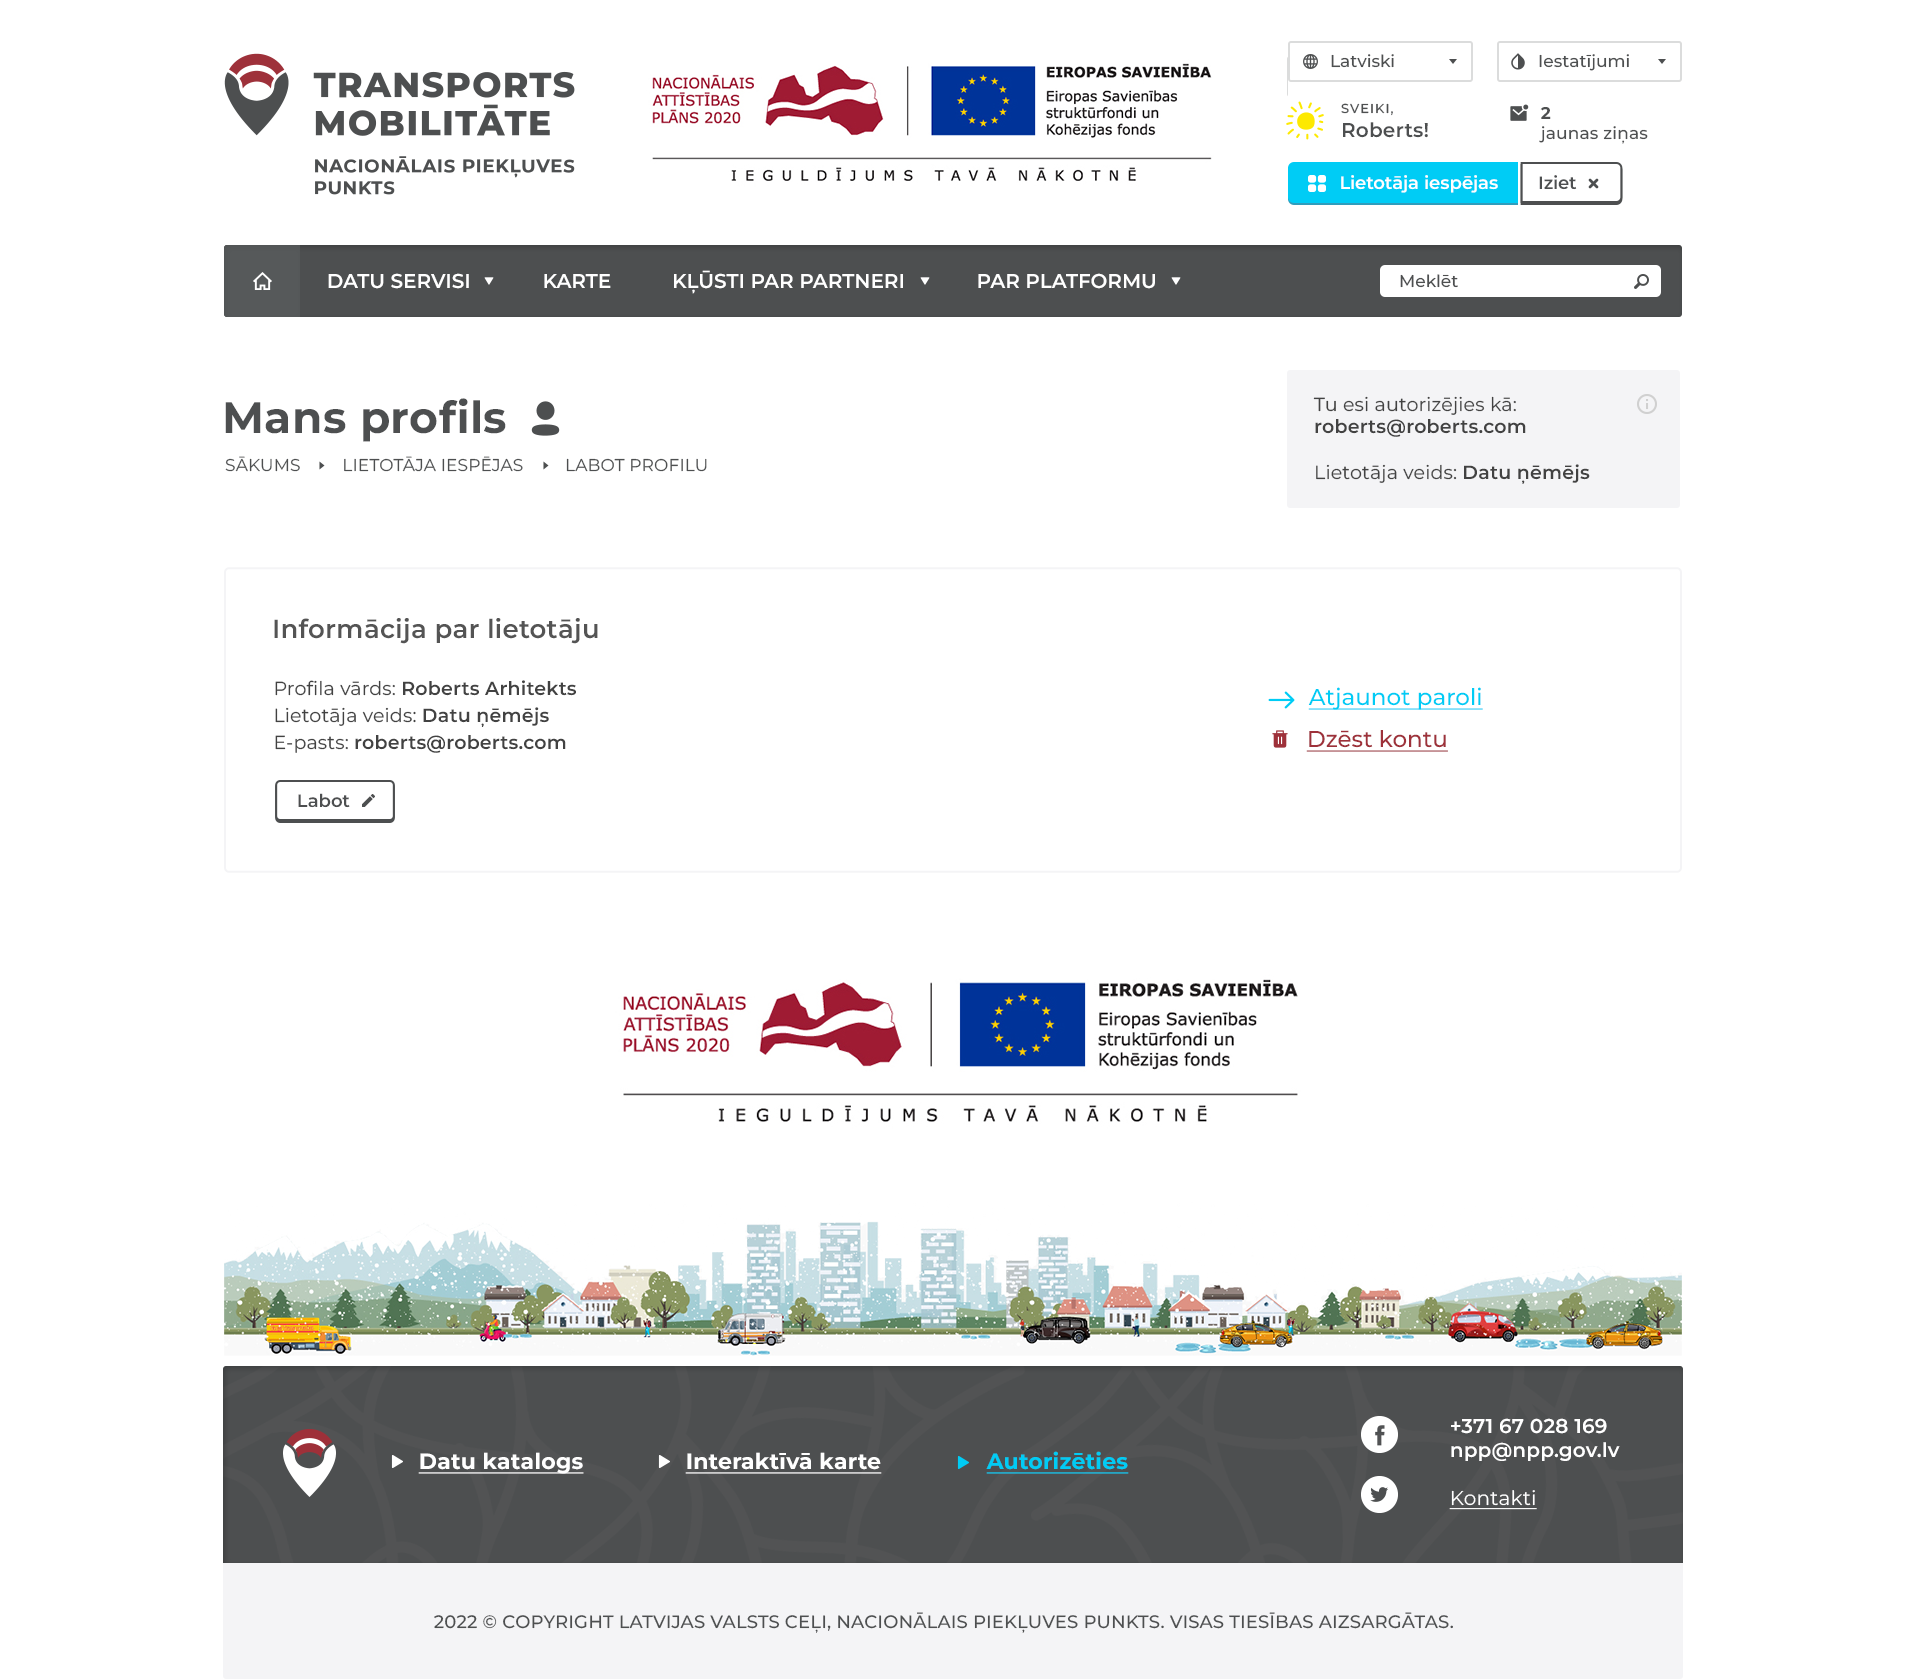 TRANSPORTS
MOBILITĀTE
NACIONĀLAIS PIEKĻUVES
PUNKTS
NACIONĀLAIS
ATTĪSTĪBAS
PLĀNS 2020
EIROPAS SAVIENĪBA
Eiropas Savienības
struktūrfondi un
Kohēzijas fonds
IEGULDĪJUMS TAVĀ NĀKOTNĒ
Latviski
Iestatījumi
SVEIKI,
Roberts!
2
jaunas ziņas
Lietotāja iespējas
Iziet
DATU SERVISI
KARTE
KĻŪSTI PAR PARTNERI
PAR PLATFORMU
Meklēt
Mans profils
SĀKUMS
LIETOTĀJA IESPĒJAS
LABOT PROFILU
Tu esi autorizējies kā:
roberts@roberts.com
Lietotāja veids: Datu ņēmējs
Informācija par lietotāju
Profila vārds: Roberts Arhitekts
Lietotāja veids: Datu ņēmējs
E-pasts: roberts@roberts.com
Labot
Atjaunot paroli
Dzēst kontu
NACIONĀLAIS
ATTĪSTĪBAS
PLĀNS 2020
EIROPAS SAVIENĪBA
Eiropas Savienības
struktūrfondi un
Kohēzijas fonds
IEGULDĪJUMS TAVĀ NĀKOTNĒ
Datu katalogs
Interaktīvā karte
Autorizēties
+371 67 028 169
npp@npp.gov.lv
Kontakti
2022 © COPYRIGHT LATVIJAS VALSTS CEĻI, NACIONĀLAIS PIEKĻUVES PUNKTS. VISAS TIESĪBAS AIZSARGĀTAS.